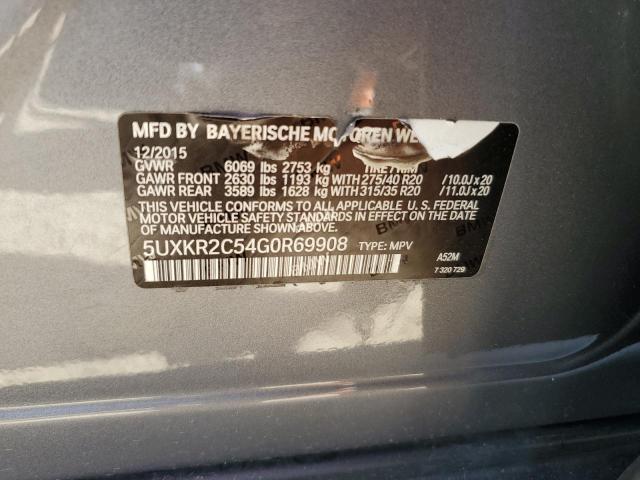 MFD BY BAYERISCHE MOTOREN WE
12/2015
GVWR 6069 lbs 2753 kg
GAWR FRONT 2630 lbs 1193 kg WITH 275/40 R20 /10.0J x 20
GAWR REAR 3589 lbs 1628 kg WITH 315/35 R20 /11.0J x 20
THIS VEHICLE CONFORMS TO ALL APPLICABLE U. S. FEDERAL
MOTOR VEHICLE SAFETY STANDARDS IN EFFECT ON THE DATE
OF MANUFACTURE SHOWN ABOVE.
5UXKR2C54G0R69908 TYPE: MPV
A52M
7 320 729